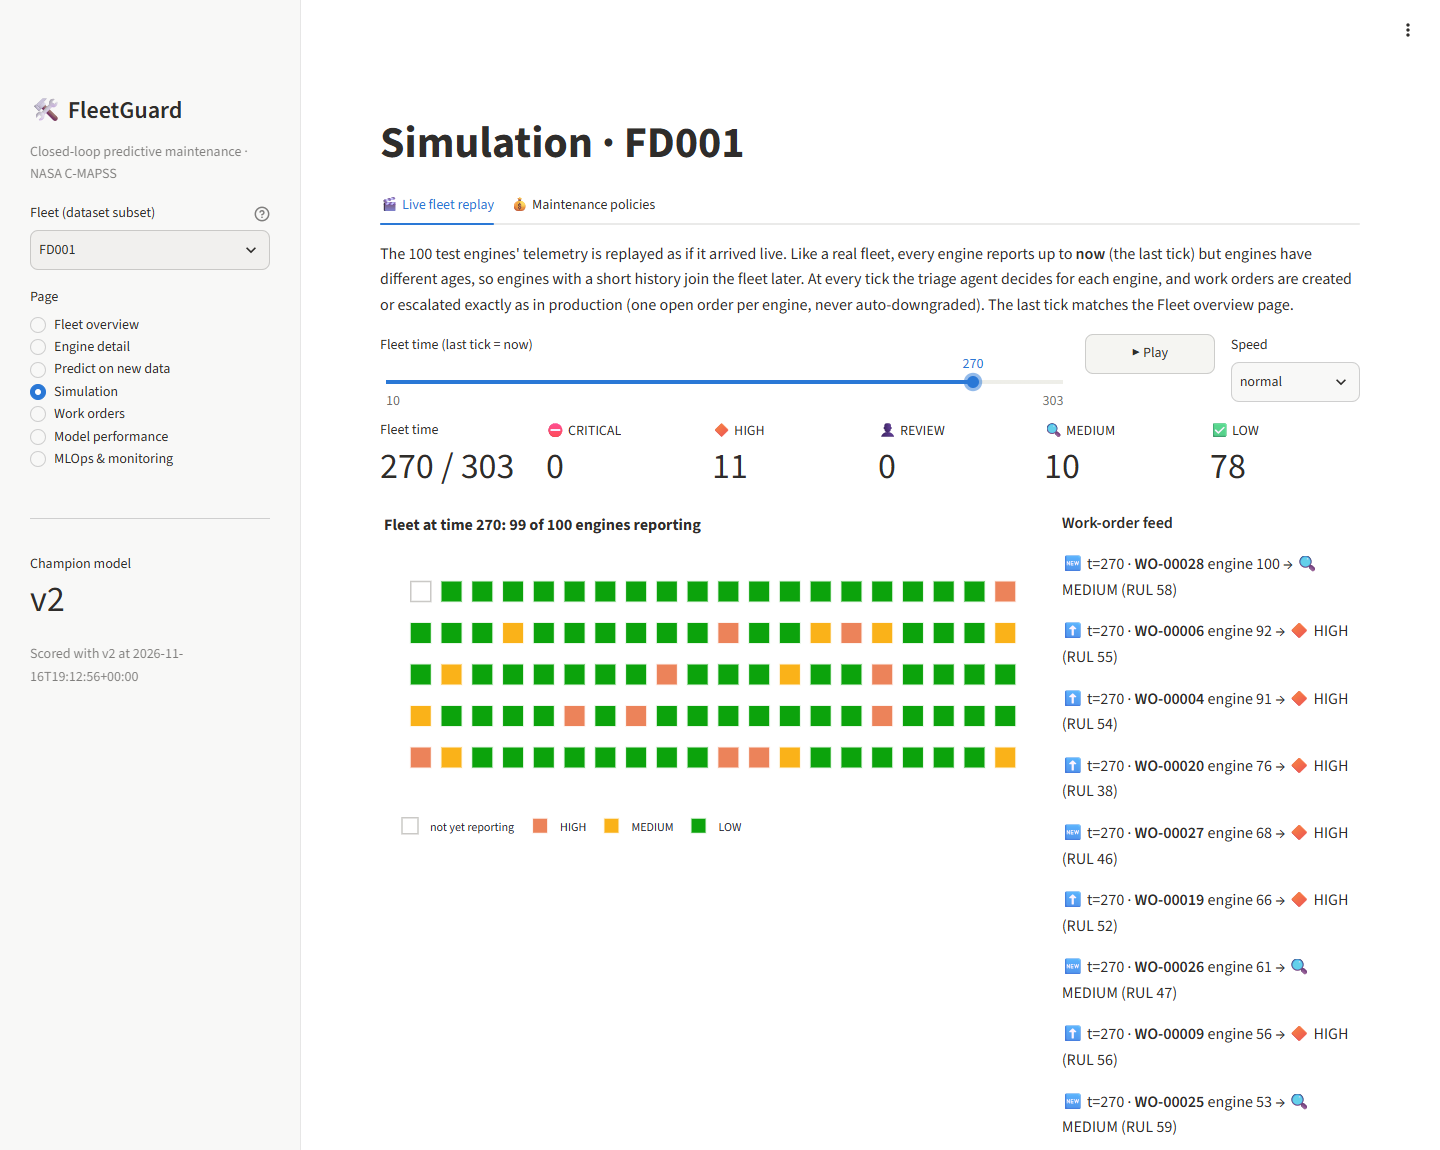 FleetGuard
Closed-loop predictive maintenance ·
NASA C-MAPSS
Fleet (dataset subset)
FD001
Page
Fleet overview
Engine detail
Predict on new data
Simulation
Work orders
Model performance
MLOps & monitoring
Champion model
v2
Scored with v2 at 2026-11-
16T19:12:56+00:00
Simulation · FD001
Live fleet replay
Maintenance policies
The 100 test engines' telemetry is replayed as if it arrived live. Like a real fleet, every engine reports up to now (the last tick) but engines have
different ages, so engines with a short history join the fleet later. At every tick the triage agent decides for each engine, and work orders are created
or escalated exactly as in production (one open order per engine, never auto-downgraded). The last tick matches the Fleet overview page.
Fleet time (last tick = now)
270
10
303
Play
Speed
normal
Fleet time
270 / 303
CRITICAL
0
HIGH
11
REVIEW
0
MEDIUM
10
LOW
78
Fleet at time 270: 99 of 100 engines reporting
not yet reporting
HIGH
MEDIUM
LOW
Work-order feed
NEW t=270 · WO-00028 engine 100 →
MEDIUM (RUL 58)
t=270 · WO-00006 engine 92 → HIGH
(RUL 55)
t=270 · WO-00004 engine 91 → HIGH
(RUL 54)
t=270 · WO-00020 engine 76 → HIGH
(RUL 38)
NEW t=270 · WO-00027 engine 68 → HIGH
(RUL 46)
t=270 · WO-00019 engine 66 → HIGH
(RUL 52)
NEW t=270 · WO-00026 engine 61 →
MEDIUM (RUL 47)
t=270 · WO-00009 engine 56 → HIGH
(RUL 56)
NEW t=270 · WO-00025 engine 53 →
MEDIUM (RUL 59)